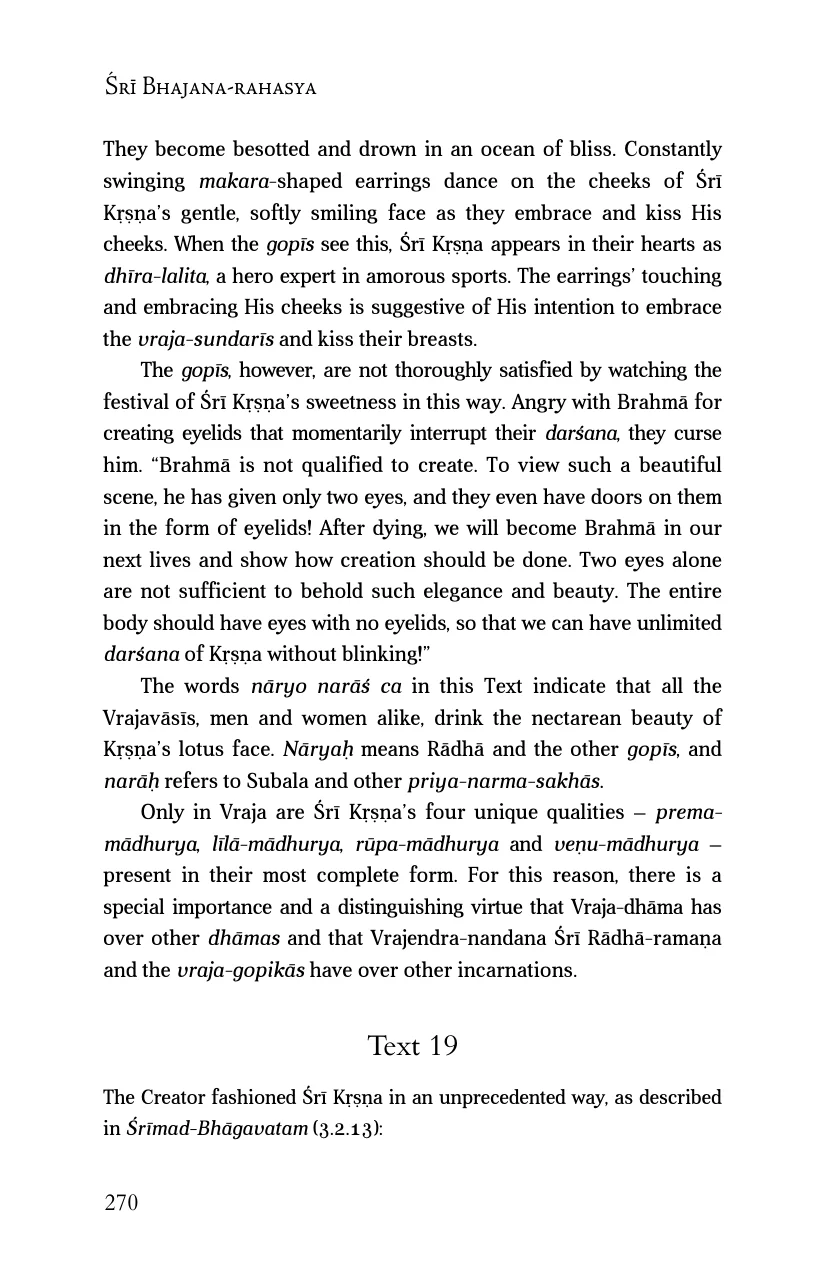 Śrī Bhajana-rahasya
They become besotted and drown in an ocean of bliss. Constantly
swinging makara-shaped earrings dance on the cheeks of Śrī
Kṛṣṇa’s gentle, softly smiling face as they embrace and kiss His
cheeks. When the gopīs see this, Śrī Kṛṣṇa appears in their hearts as
dhīra-lalita, a hero expert in amorous sports. The earrings’ touching
and embracing His cheeks is suggestive of His intention to embrace
the vraja-sundarīs and kiss their breasts.
The gopīs, however, are not thoroughly satisfied by watching the
festival of Śrī Kṛṣṇa’s sweetness in this way. Angry with Brahmā for
creating eyelids that momentarily interrupt their darśana, they curse
him. “Brahmā is not qualified to create. To view such a beautiful
scene, he has given only two eyes, and they even have doors on them
in the form of eyelids! After dying, we will become Brahmā in our
next lives and show how creation should be done. Two eyes alone
are not sufficient to behold such elegance and beauty. The entire
body should have eyes with no eyelids, so that we can have unlimited
darśana of Kṛṣṇa without blinking!”
The words nāryo narāś ca in this Text indicate that all the
Vrajavāsīs, men and women alike, drink the nectarean beauty of
Kṛṣṇa’s lotus face. Nāryaḥ means Rādhā and the other gopīs, and
narāḥ refers to Subala and other priya-narma-sakhās.
Only in Vraja are Śrī Kṛṣṇa’s four unique qualities – prema-
mādhurya, līlā-mādhurya, rūpa-mādhurya and veṇu-mādhurya –
present in their most complete form. For this reason, there is a
special importance and a distinguishing virtue that Vraja-dhāma has
over other dhāmas and that Vrajendra-nandana Śrī Rādhā-ramaṇa
and the vraja-gopikās have over other incarnations.
Text 19
The Creator fashioned Śrī Kṛṣṇa in an unprecedented way, as described
in Śrīmad-Bhāgavatam (3.2.13):
270